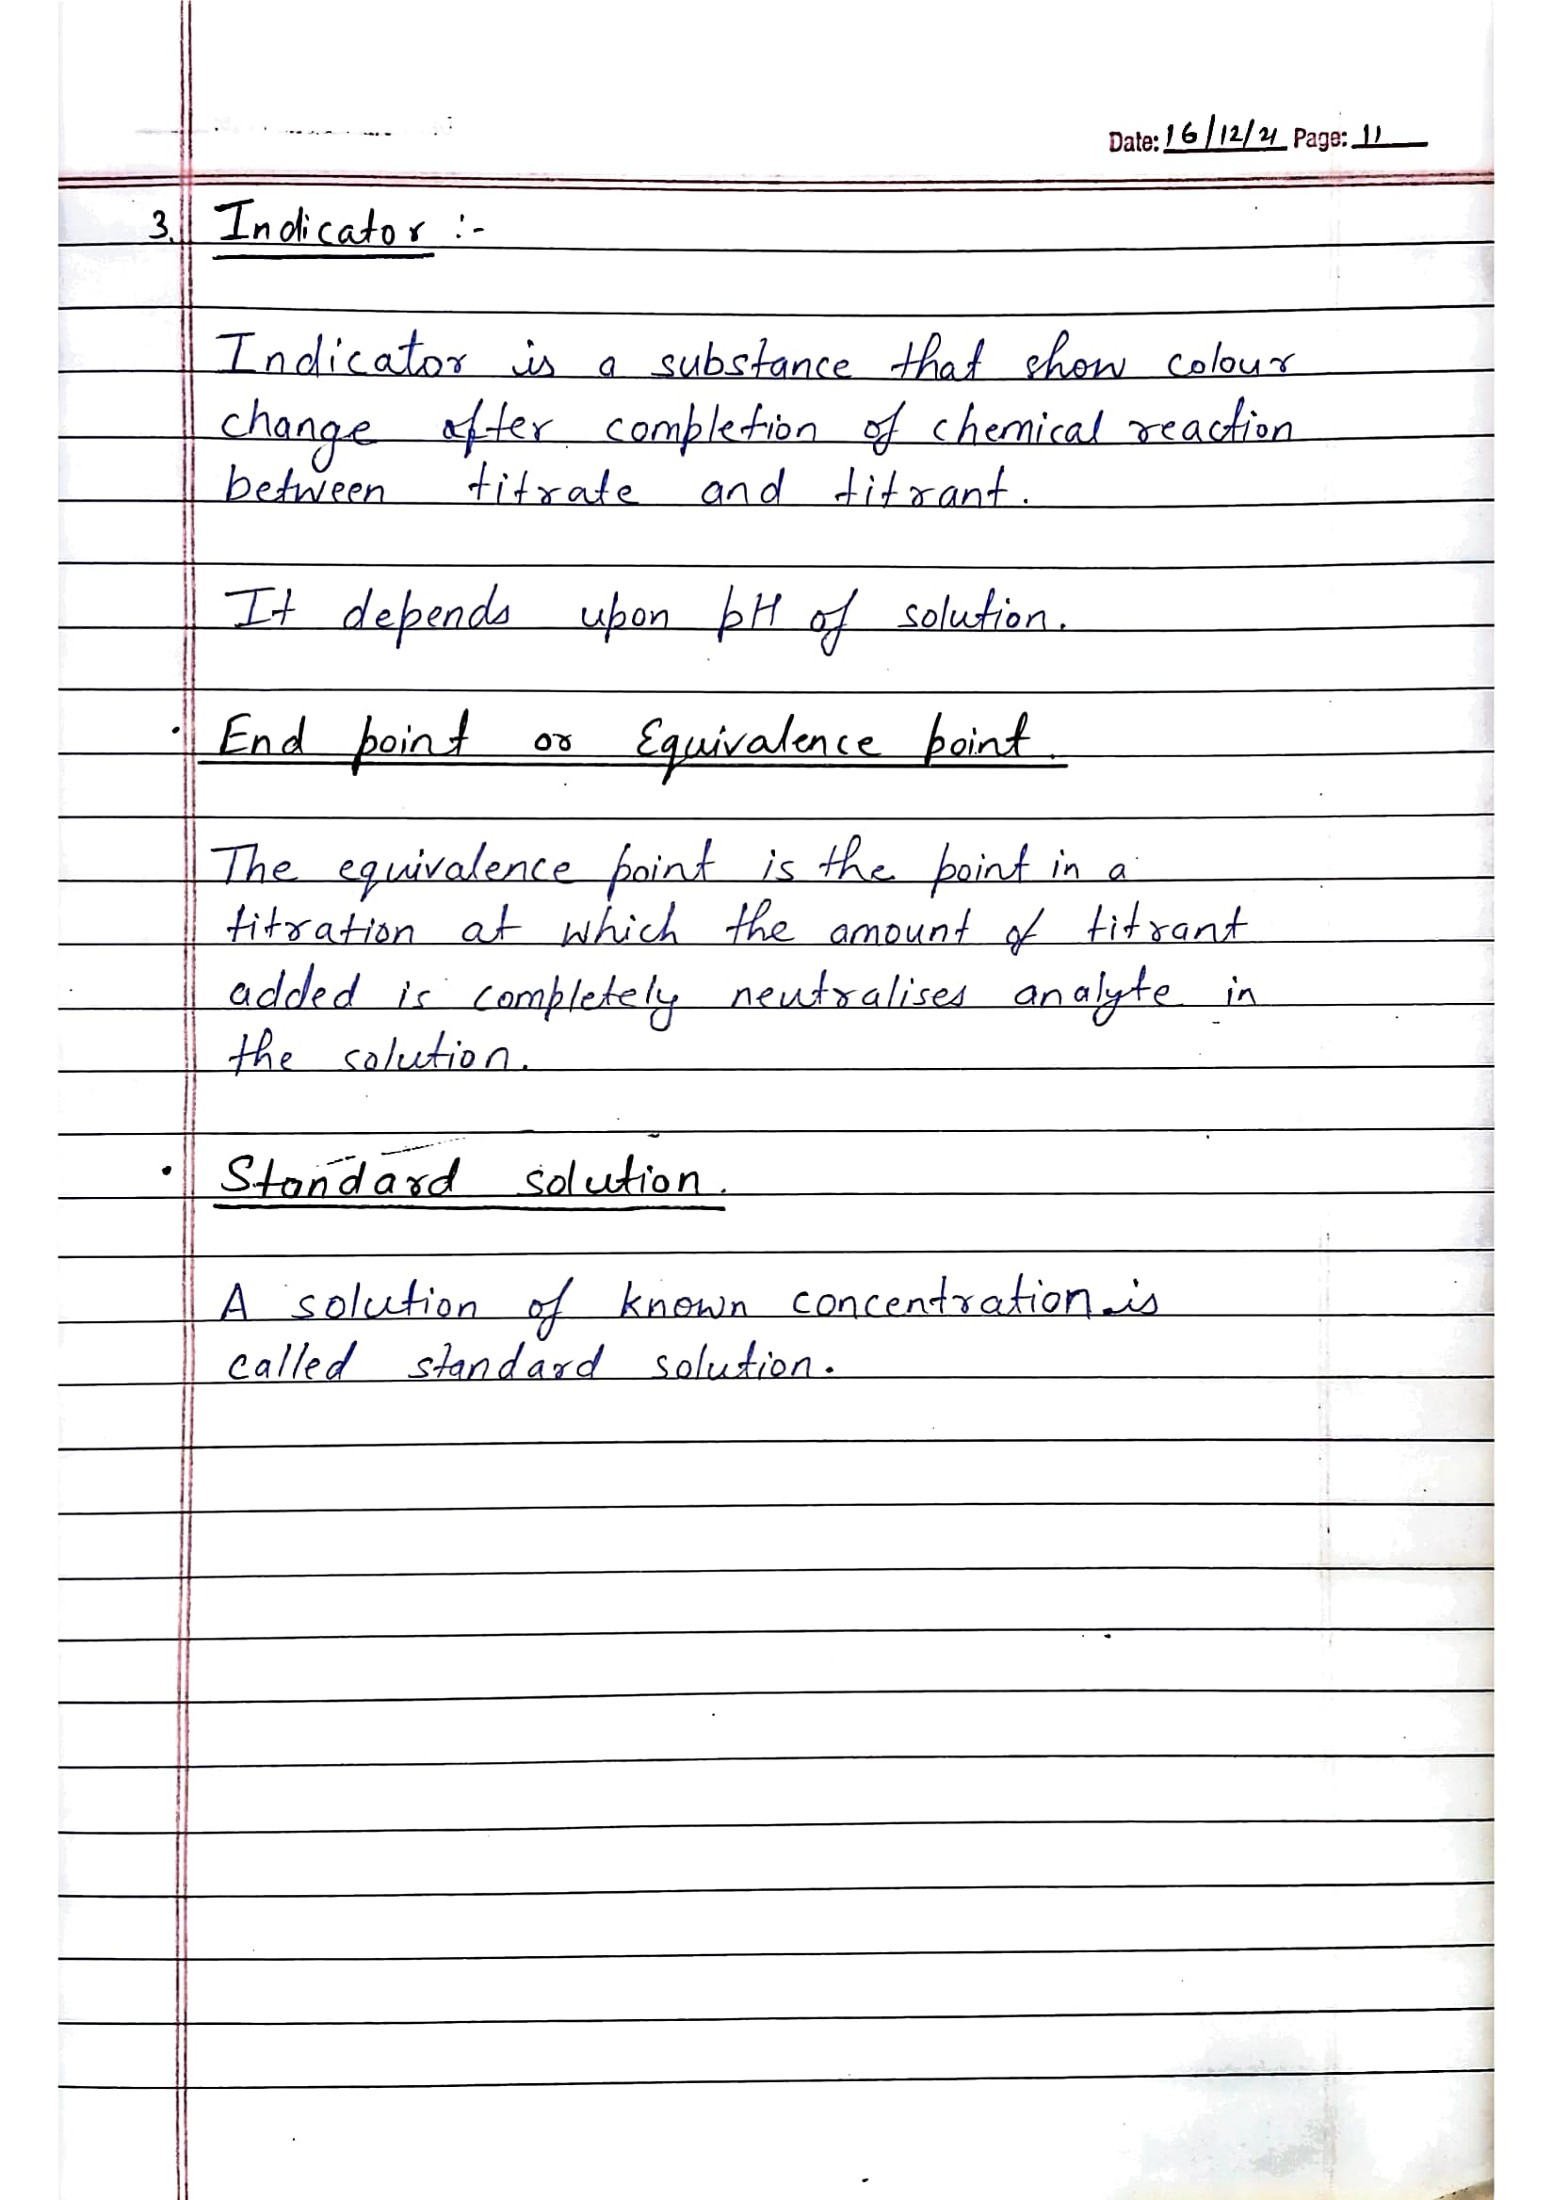 Date: 16/12/21 Page: 11
3. Indicator :-
Indicator is a substance that show colour
change after completion of chemical reaction
between titrate and titrant.
It depends upon pH of solution.
• End point or Equivalence point.
The equivalence point is the point in a
titration at which the amount of titrant
added is completely neutralises analyte in
the solution.
• Standard solution.
A solution of known concentration is
called standard solution.